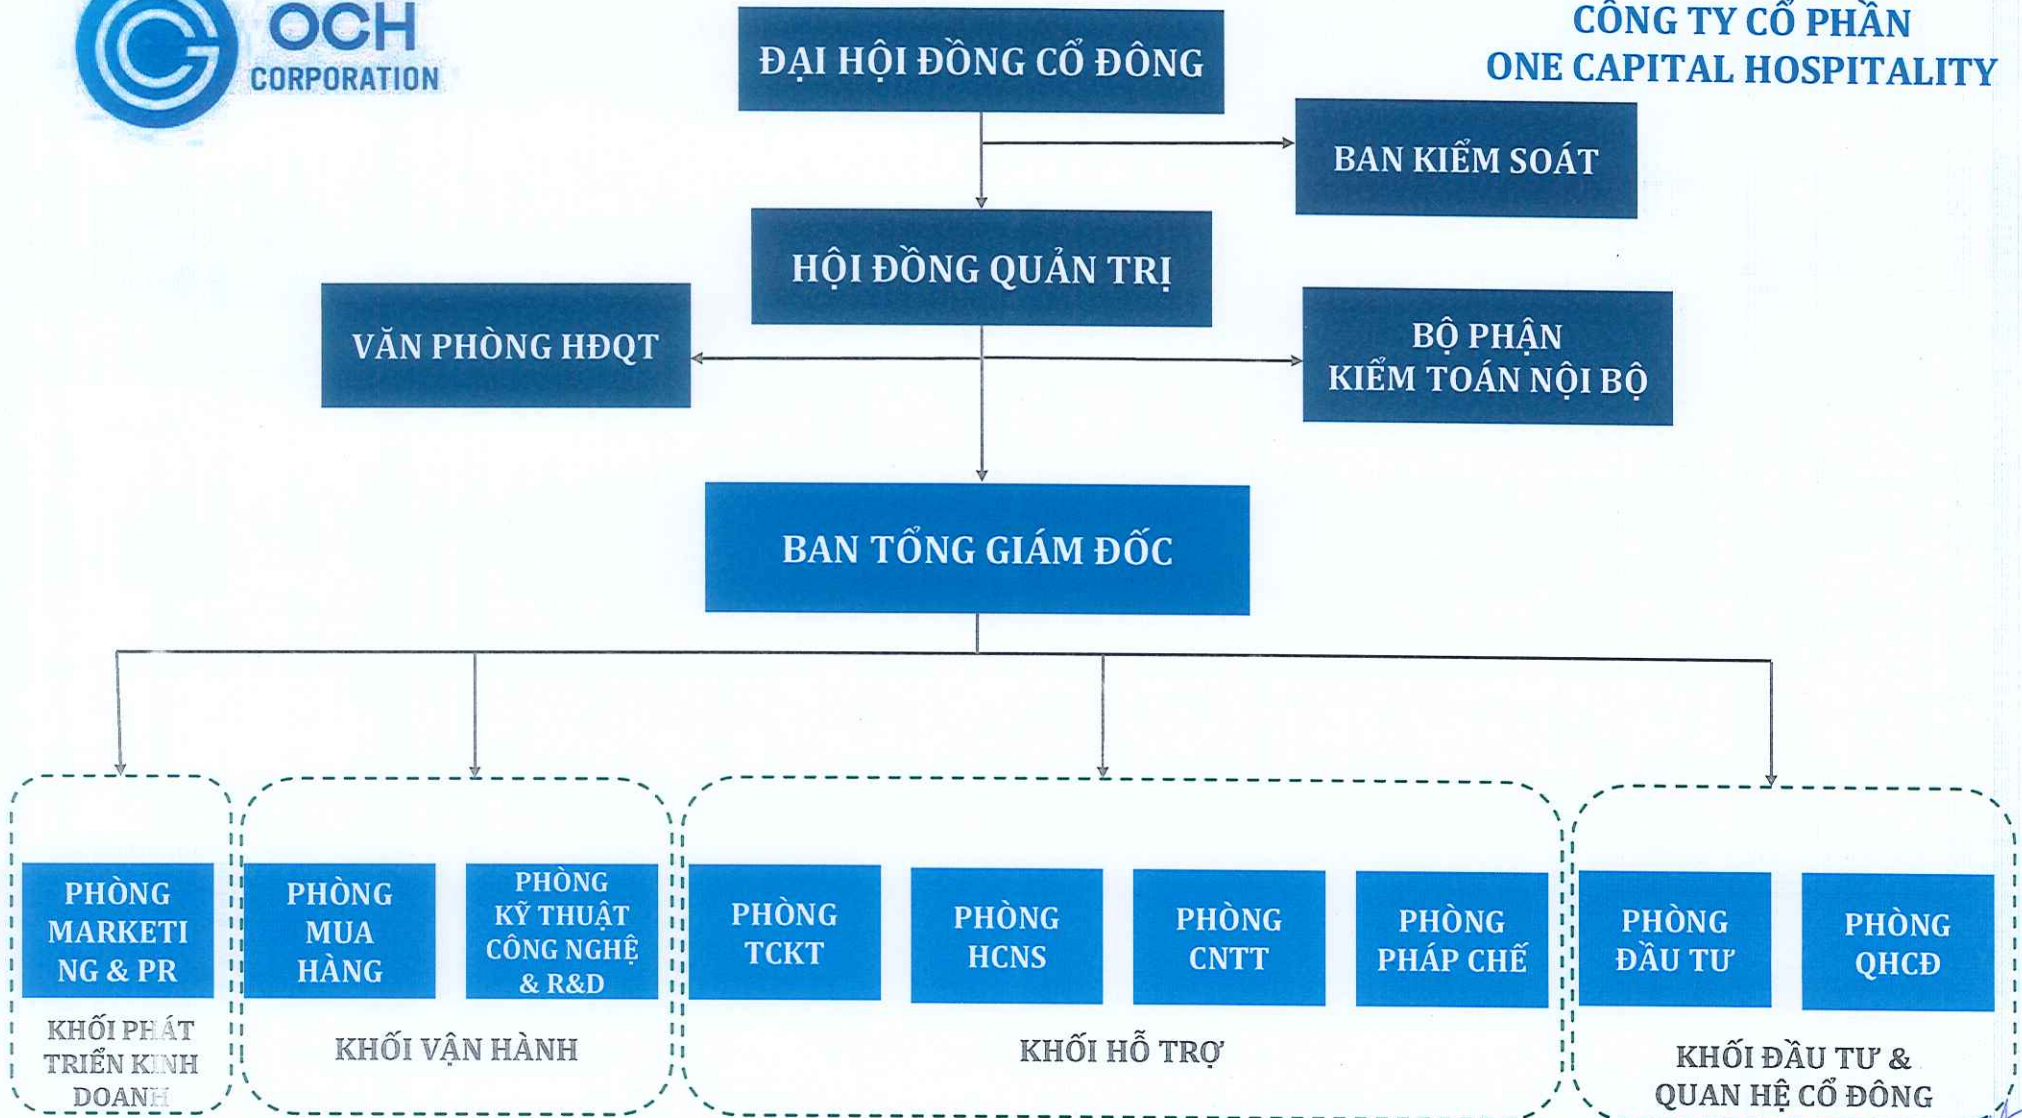 OCH
CORPORATION
CÔNG TY CỔ PHẦN
ONE CAPITAL HOSPITALITY
ĐẠI HỘI ĐỒNG CỔ ĐÔNG
BAN KIỂM SOÁT
HỘI ĐỒNG QUẢN TRỊ
VĂN PHÒNG HĐQT
BỘ PHẬN
KIỂM TOÁN NỘI BỘ
BAN TỔNG GIÁM ĐỐC
PHÒNG
MARKETI
NG & PR
PHÒNG
MUA
HÀNG
PHÒNG
KỸ THUẬT
CÔNG NGHỆ
& R&D
PHÒNG
TCKT
PHÒNG
HCNS
PHÒNG
CNTT
PHÒNG
PHÁP CHẾ
PHÒNG
ĐẦU TƯ
PHÒNG
QHCĐ
KHỐI PHÁT
TRIỂN KINH
DOANH
KHỐI VẬN HÀNH
KHỐI HỖ TRỢ
KHỐI ĐẦU TƯ &
QUAN HỆ CỔ ĐÔNG